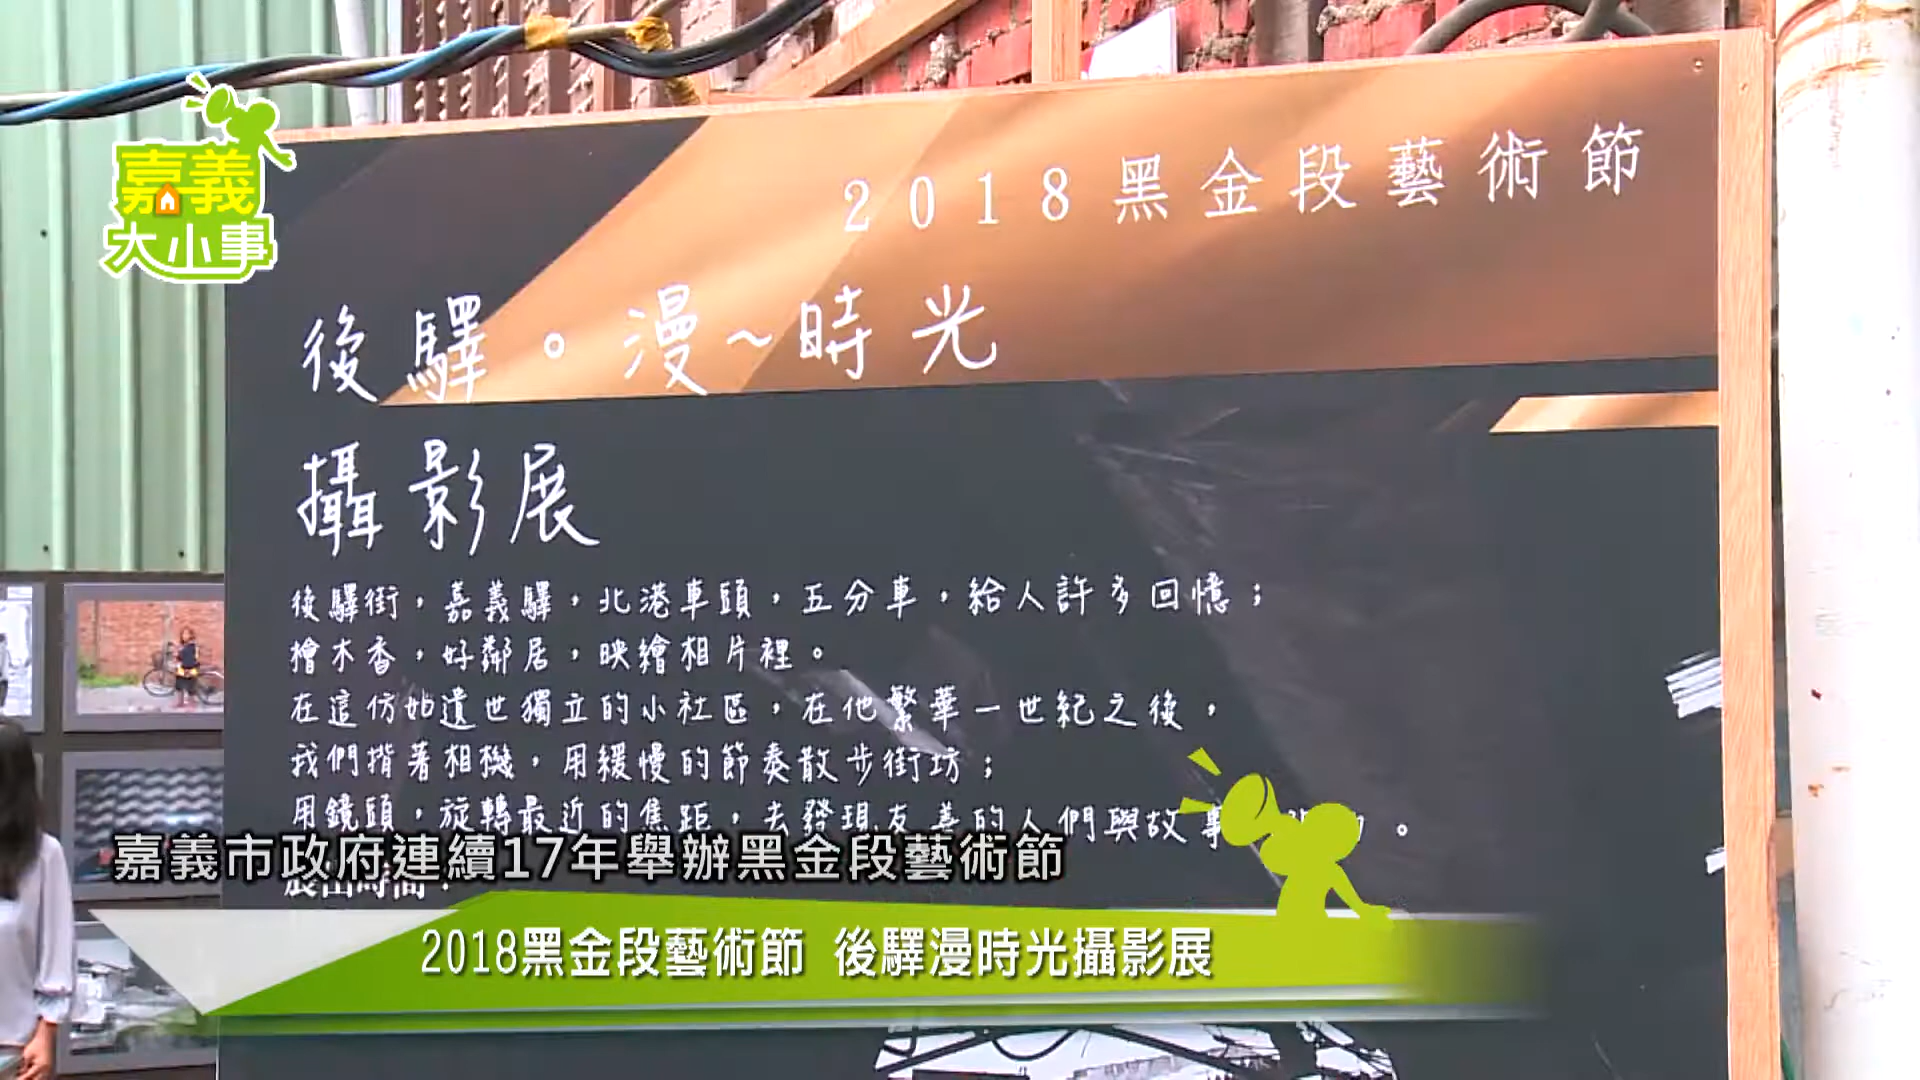 嘉義
大小事
2018黑金段藝術節
後驛。漫~時光
攝影展
後驛街，嘉義驛，北港車頭，五分車，給人許多回憶；
檜木香，好鄰居，映繪相片裡。
在這仿如遺世獨立的小社區，在他繁華一世紀之後，
我們揹著相機，用緩慢的節奏散步街坊；
用鏡頭，旋轉最近的焦距，去發現友善的人們與故事
嘉義市政府連續17年舉辦黑金段藝術節
2018黑金段藝術節 後驛漫時光攝影展